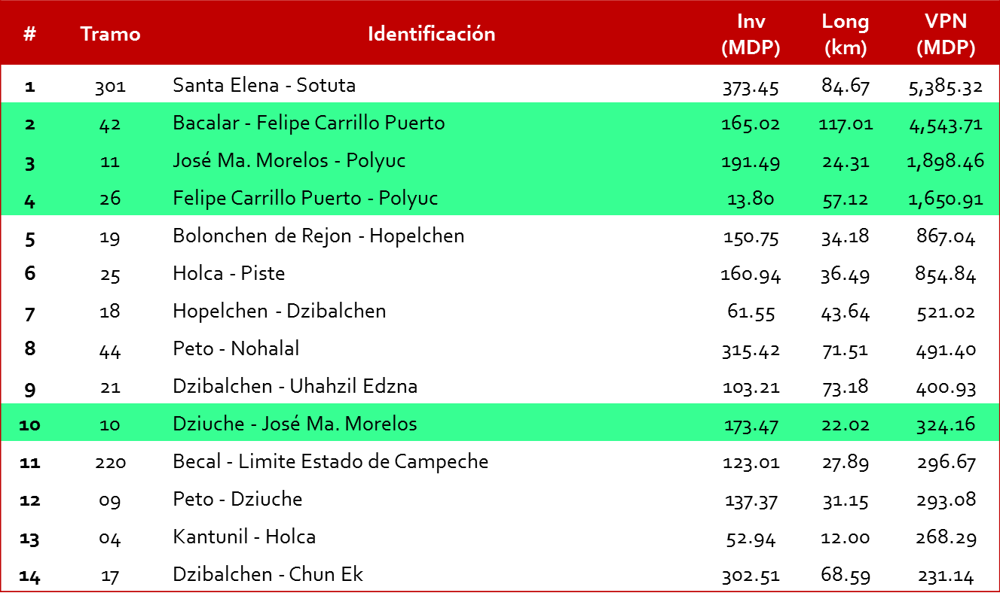 # Tramo Identificación Inv (MDP) Long (km) VPN (MDP)
1 301 Santa Elena - Sotuta 373.45 84.67 5,385.32
2 42 Bacalar - Felipe Carrillo Puerto 165.02 117.01 4,543.71
3 11 José Ma. Morelos - Polyuc 191.49 24.31 1,898.46
4 26 Felipe Carrillo Puerto - Polyuc 13.80 57.12 1,650.91
5 19 Bolonchen de Rejon - Hopelchen 150.75 34.18 867.04
6 25 Holca - Piste 160.94 36.49 854.84
7 18 Hopelchen - Dzibalchen 61.55 43.64 521.02
8 44 Peto - Nohalal 315.42 71.51 491.40
9 21 Dzibalchen - Uhahzil Edzna 103.21 73.18 400.93
10 10 Dziuche - José Ma. Morelos 173.47 22.02 324.16
11 220 Becal - Limite Estado de Campeche 123.01 27.89 296.67
12 09 Peto - Dziuche 137.37 31.15 293.08
13 04 Kantunil - Holca 52.94 12.00 268.29
14 17 Dzibalchen - Chun Ek 302.51 68.59 231.14